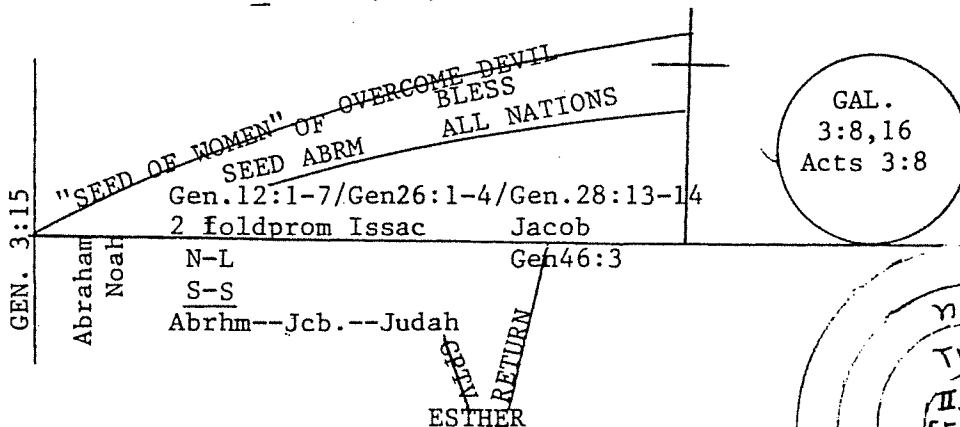 "SEED OF WOMEN" OVERCOME DEVIL
OF BLESS
SEED ABRM ALL NATIONS
Gen.12:1-7/Gen26:1-4/Gen.28:13-14
2 foldprom Issac Jacob
GEN. 3:15
Abraham
Noah
N-L Gen46:3
S-S
Abrhm--Jcb.--Judah
CPTV
RETURN
ESTHER
GAL.
3:8,16
Acts 3:8